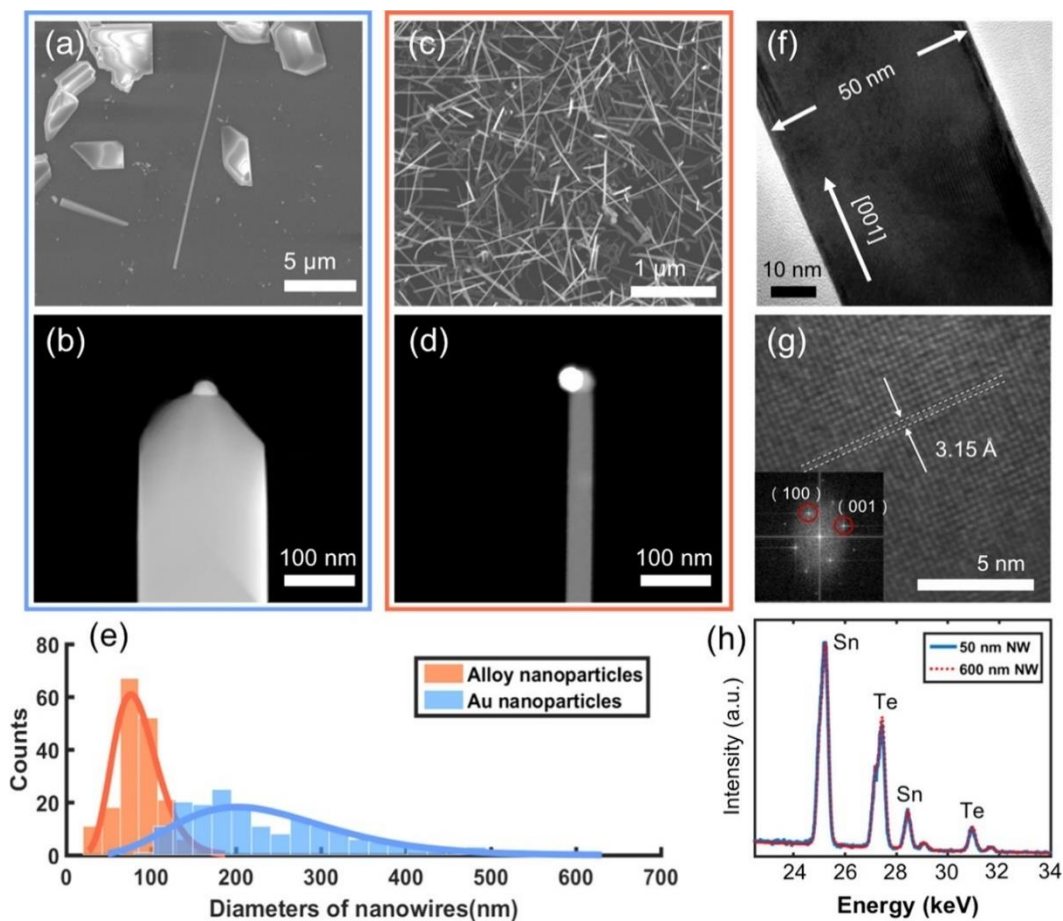 (a)
5 μm
(b)
100 nm
(c)
1 μm
(d)
100 nm
(f)
50 nm
[001]
10 nm
(g)
3.15 Å
(100)
(001)
5 nm
(e)
80
60
40
20
0
Counts
Alloy nanoparticles
Au nanoparticles
0 100 200 300 400 500 600 700
Diameters of nanowires(nm)
(h)
Sn
Te
Sn
Te
50 nm NW
600 nm NW
Intensity (a.u.)
24 26 28 30 32 34
Energy (keV)